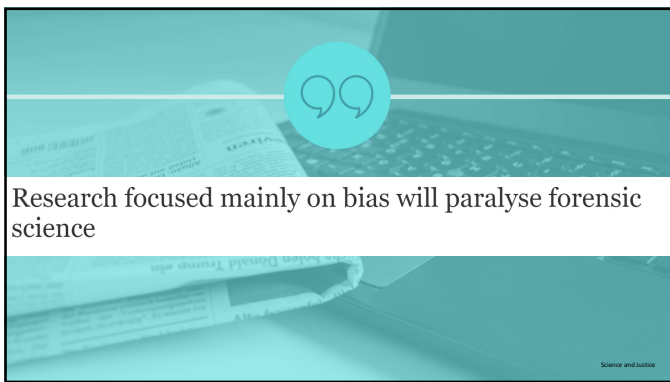 Research focused mainly on bias will paralyse forensic
science
Science and Justice